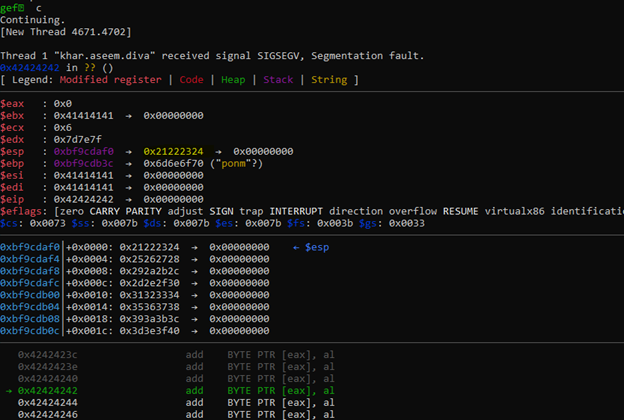 gef➤ c
Continuing.
[New Thread 4671.4702]
Thread 1 "khar.aseem.diva" received signal SIGSEGV, Segmentation fault.
0x42424242 in ?? ()
[ Legend: Modified register | Code | Heap | Stack | String ]
$eax : 0x0
$ebx : 0x41414141 → 0x00000000
$ecx : 0x6
$edx : 0x7d7e7f
$esp : 0xbf9cdaf0 → 0x21222324 → 0x00000000
$ebp : 0xbf9cdb3c → 0x6d6e6f70 ("ponm"?)
$esi : 0x41414141 → 0x00000000
$edi : 0x41414141 → 0x00000000
$eip : 0x42424242 → 0x00000000
$eflags: [zero CARRY PARITY adjust SIGN trap INTERRUPT direction overflow RESUME virtualx86 identificati
$cs: 0x0073 $ss: 0x007b $ds: 0x007b $es: 0x007b $fs: 0x003b $gs: 0x0033
0xbf9cdaf0│+0x0000: 0x21222324 → 0x00000000 ← $esp
0xbf9cdaf4│+0x0004: 0x25262728 → 0x00000000
0xbf9cdaf8│+0x0008: 0x292a2b2c → 0x00000000
0xbf9cdafc│+0x000c: 0x2d2e2f30 → 0x00000000
0xbf9cdb00│+0x0010: 0x31323334 → 0x00000000
0xbf9cdb04│+0x0014: 0x35363738 → 0x00000000
0xbf9cdb08│+0x0018: 0x393a3b3c → 0x00000000
0xbf9cdb0c│+0x001c: 0x3d3e3f40 → 0x00000000
0x4242423c add BYTE PTR [eax], al
0x4242423e add BYTE PTR [eax], al
0x42424240 add BYTE PTR [eax], al
→ 0x42424242 add BYTE PTR [eax], al
0x42424244 add BYTE PTR [eax], al
0x42424246 add BYTE PTR [eax], al